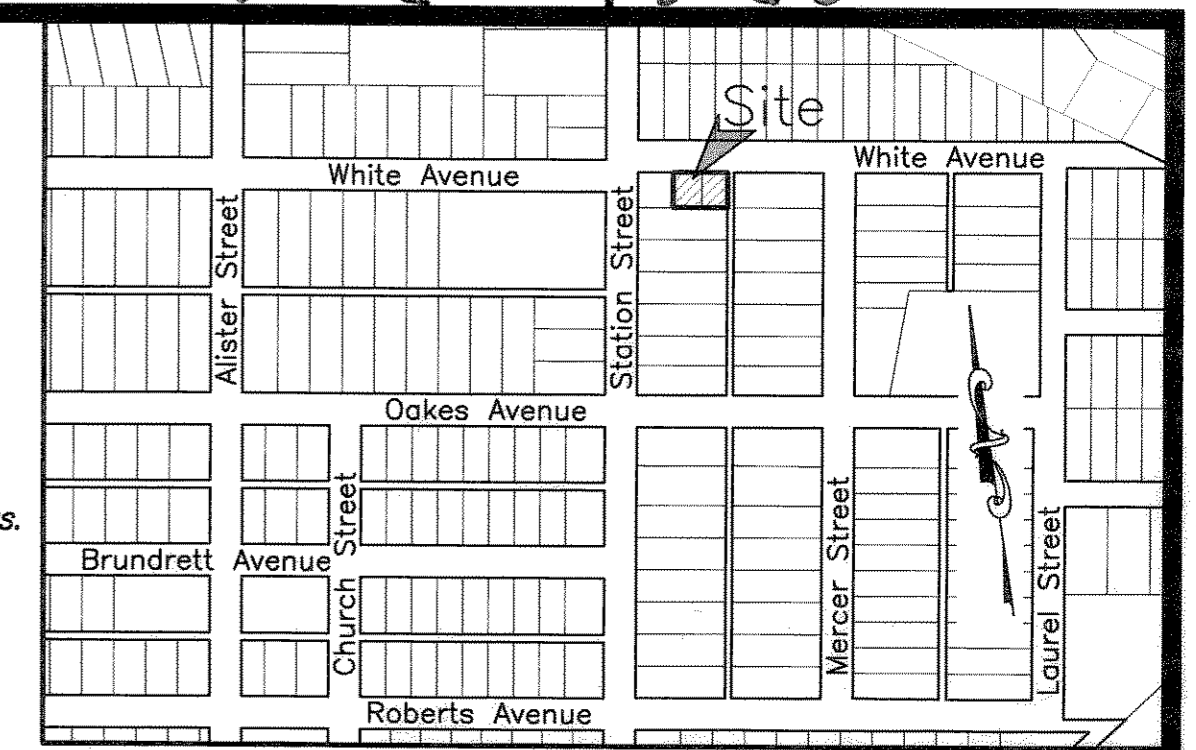 Site
White Avenue
White Avenue
Alister Street
Station Street
Oakes Avenue
s.
Brundrett Avenue
Church Street
Mercer Street
Laurel Street
Roberts Avenue